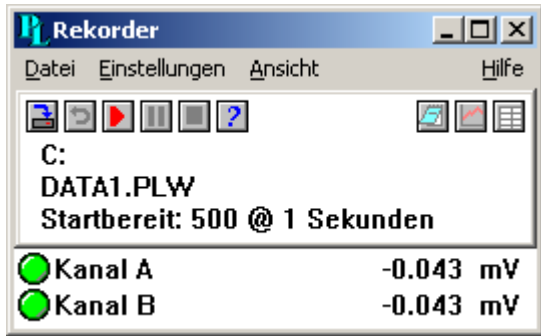 PL Rekorder
Datei Einstellungen Ansicht Hilfe
?
C:
DATA1.PLW
Startbereit: 500 @ 1 Sekunden
Kanal A -0.043 mV
Kanal B -0.043 mV